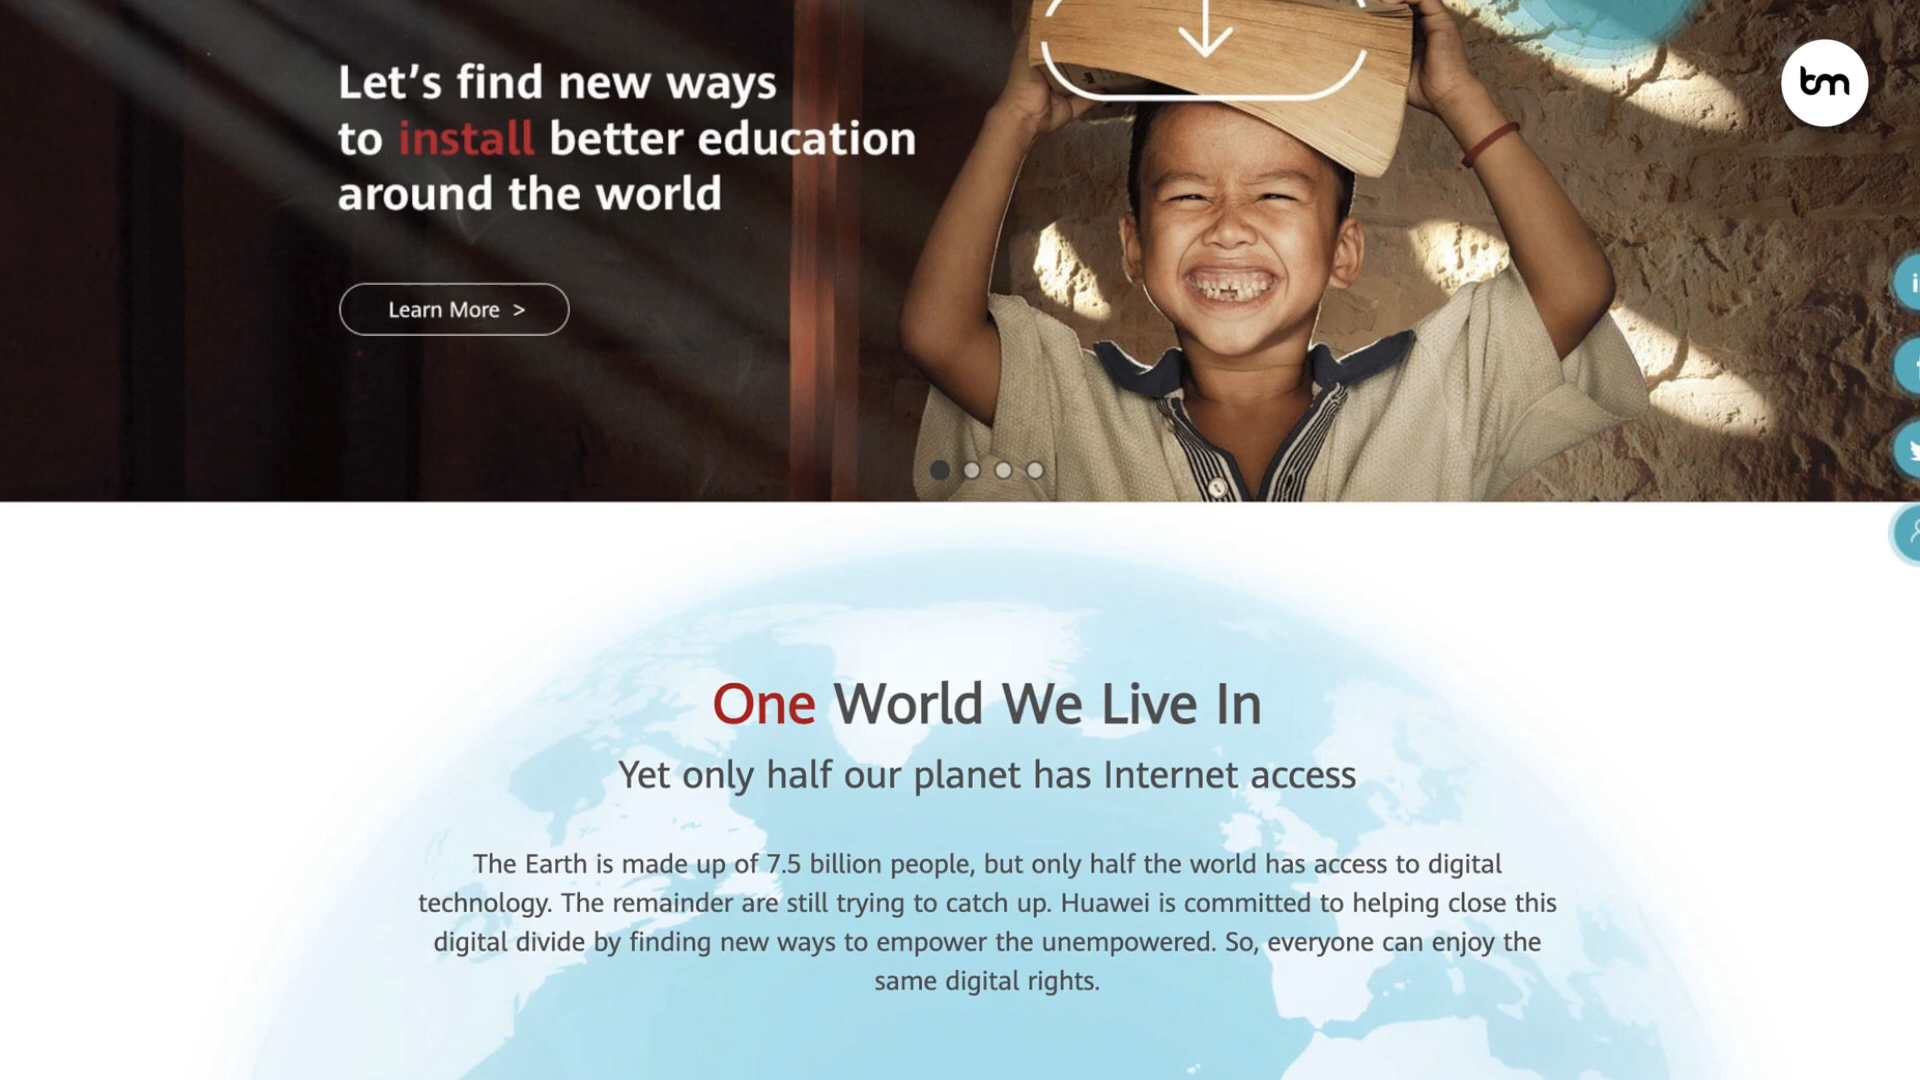 Let's find new ways
to install better education
around the world
tm
Learn More >
One World We Live In
Yet only half our planet has Internet access
The Earth is made up of 7.5 billion people, but only half the world has access to digital
technology. The remainder are still trying to catch up. Huawei is committed to helping close this
digital divide by finding new ways to empower the unempowered. So, everyone can enjoy the
same digital rights.